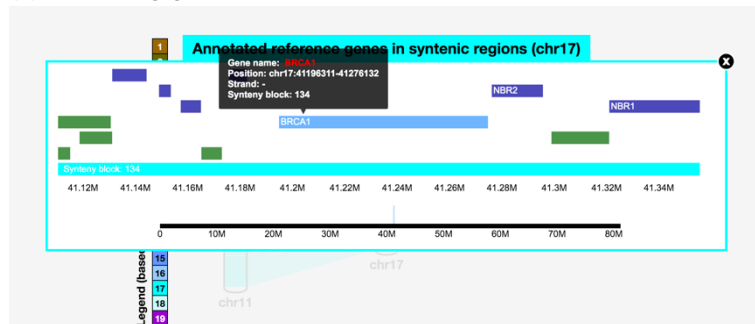 1
Annotated reference genes in syntenic regions (chr17)
Gene name: BRCA1
Position: chr17:41196311-41276132
Strand: -
Synteny block: 134
NBR2
NBR1
BRCA1
Synteny block: 134
41.12M 41.14M 41.16M 41.18M 41.2M 41.22M 41.24M 41.26M 41.28M 41.3M 41.32M 41.34M
0 10M 20M 30M 40M 50M 60M 70M 80M
15
16
17
18
19
Legend (based
chr17
chr11
X